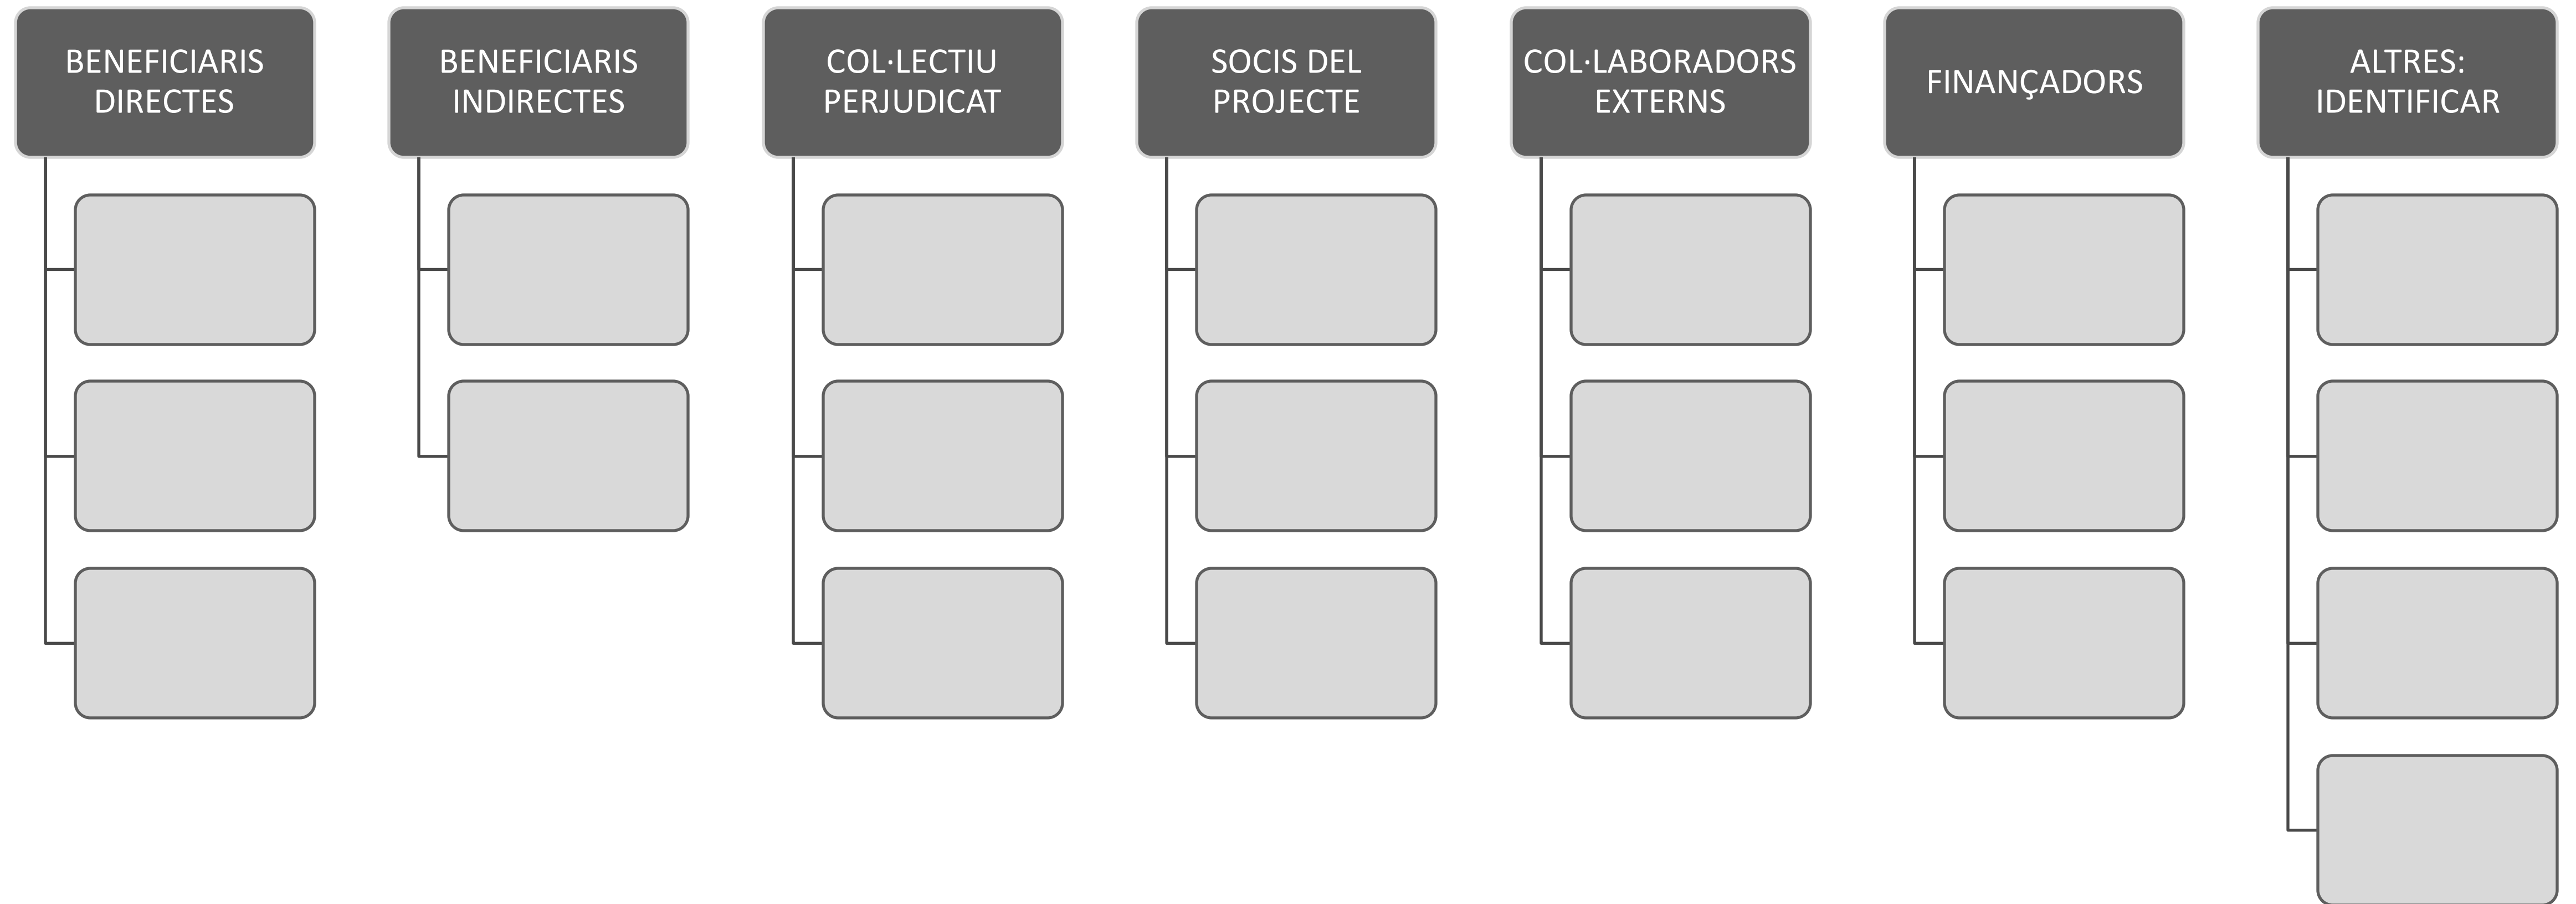 BENEFICIARIS
DIRECTES
BENEFICIARIS
INDIRECTES
COL·LECTIU
PERJUDICAT
SOCIS DEL
PROJECTE
COL·LABORADORS
EXTERNS
FINANÇADORS
ALTRES:
IDENTIFICAR